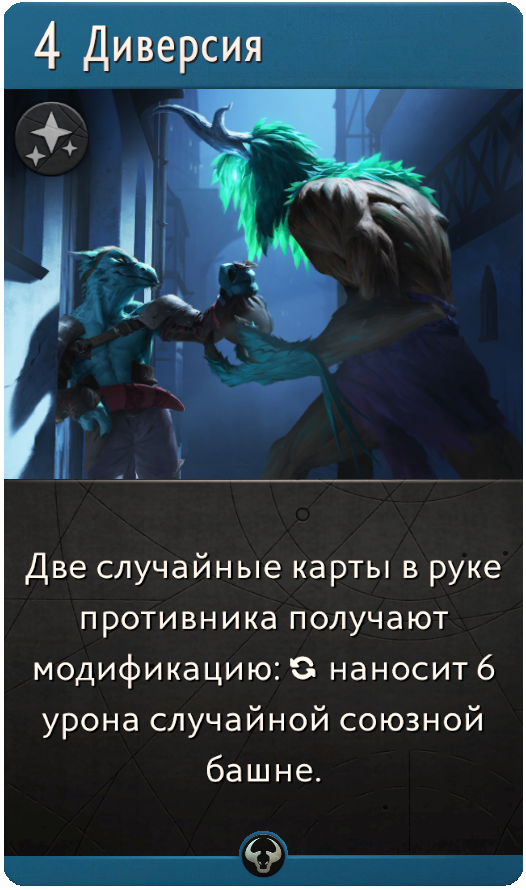 4 Диверсия
Две случайные карты в руке
противника получают
модификацию: наносит 6
урона случайной союзной
башне.